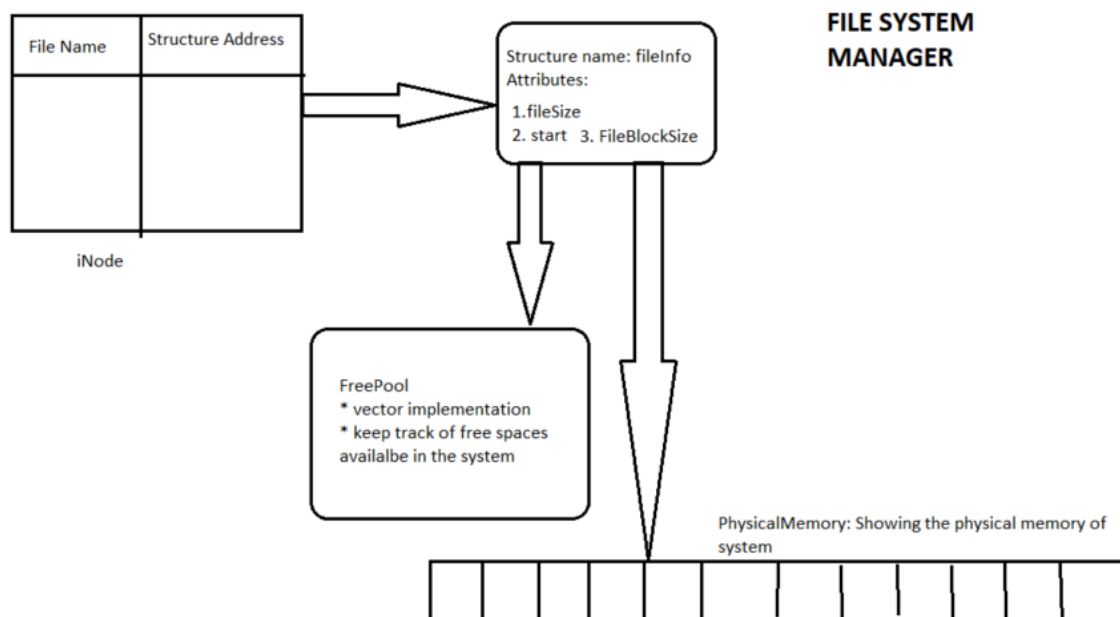 FILE SYSTEM
MANAGER
File Name
Structure Address
iNode
Structure name: fileInfo
Attributes:
1.fileSize
2. start 3. FileBlockSize
FreePool
* vector implementation
* keep track of free spaces
availalbe in the system
PhysicalMemory: Showing the physical memory of
system